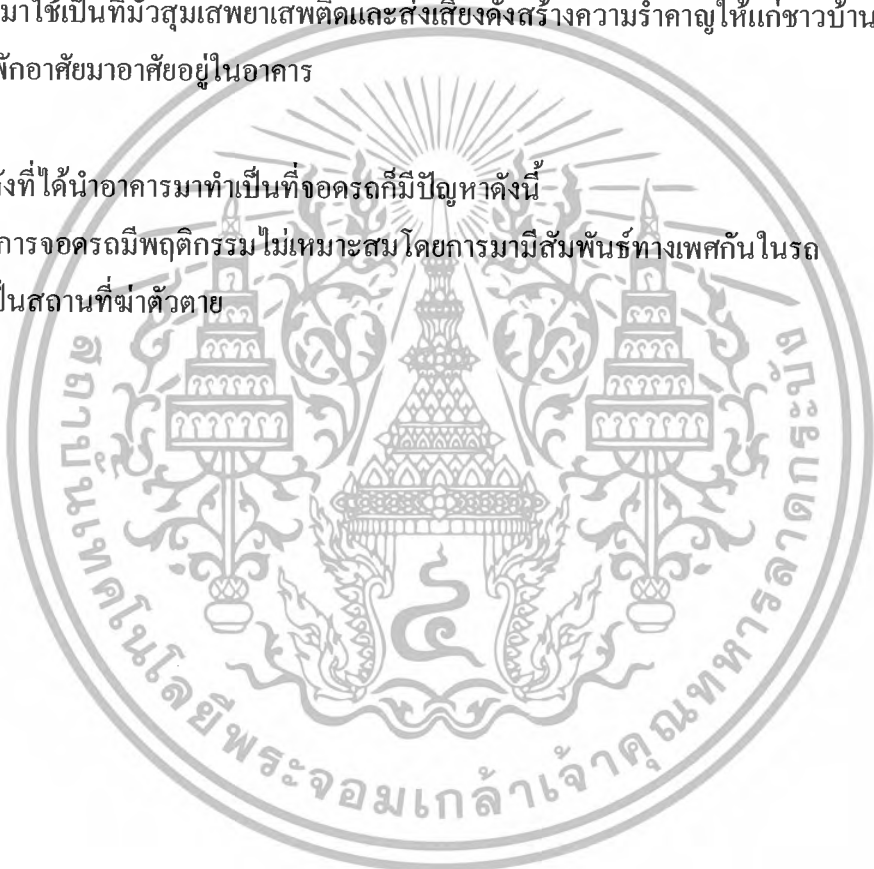 มาใช้เป็นที่มั่วสุมเสพยาเสพติดและส่งเสียงดังสร้างความรำคาญให้แก่ชาวบ้าน
พักอาศัยมาอาศัยอยู่ในอาคาร
ังที่ได้นำอาคารมาทำเป็นที่จอดรถก็มีปัญหาดังนี้
การจอดรถมีพฤติกรรมไม่เหมาะสมโดยการมามีสัมพันธ์ทางเพศกันในรถ
ป็นสถานที่ฆ่าตัวตาย
๔
สถาบันเทคโนโลยีพระจอมเกล้าเจ้าคุณทหารลาดกระบัง